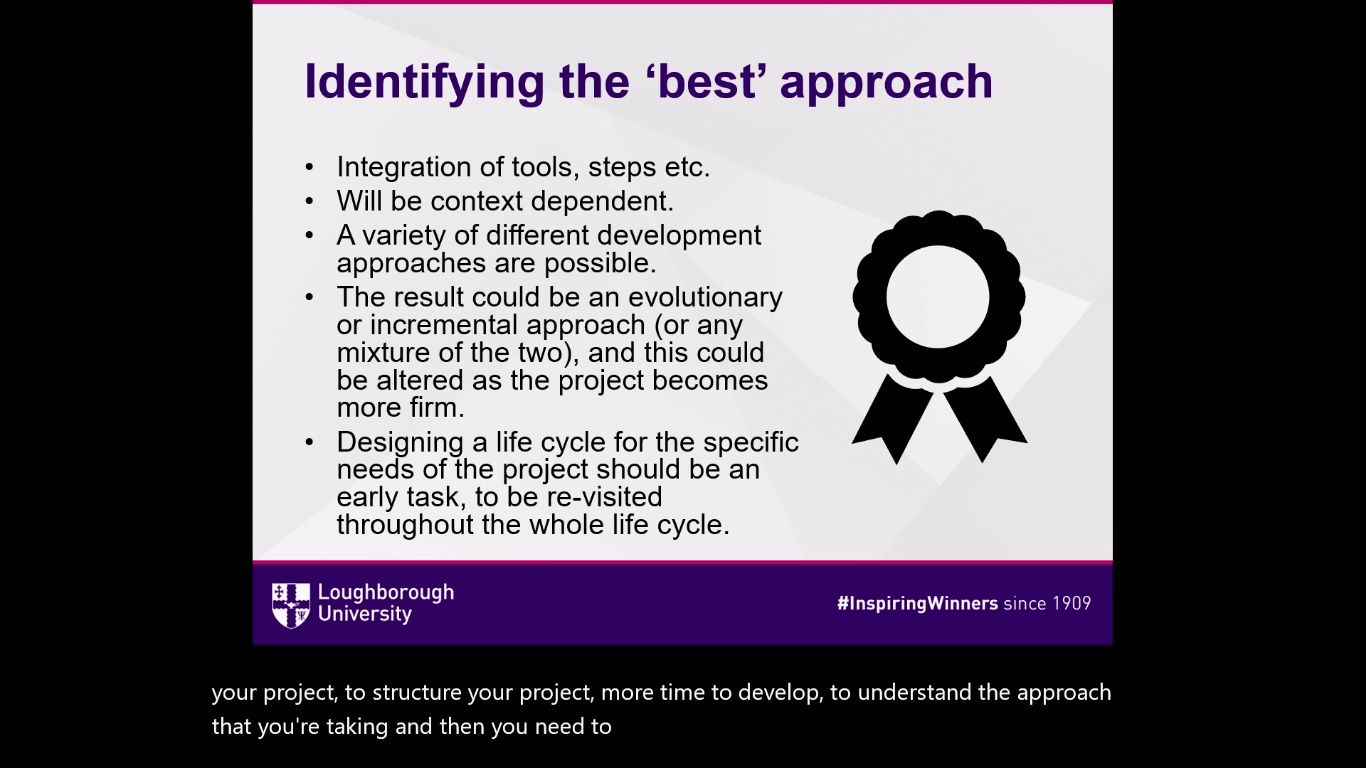 Identifying the ‘best’ approach
• Integration of tools, steps etc.
• Will be context dependent.
• A variety of different development
approaches are possible.
• The result could be an evolutionary
or incremental approach (or any
mixture of the two), and this could
be altered as the project becomes
more firm.
• Designing a life cycle for the specific
needs of the project should be an
early task, to be re-visited
throughout the whole life cycle.
Loughborough
University
#InspiringWinners since 1909
your project, to structure your project, more time to develop, to understand the approach
that you're taking and then you need to